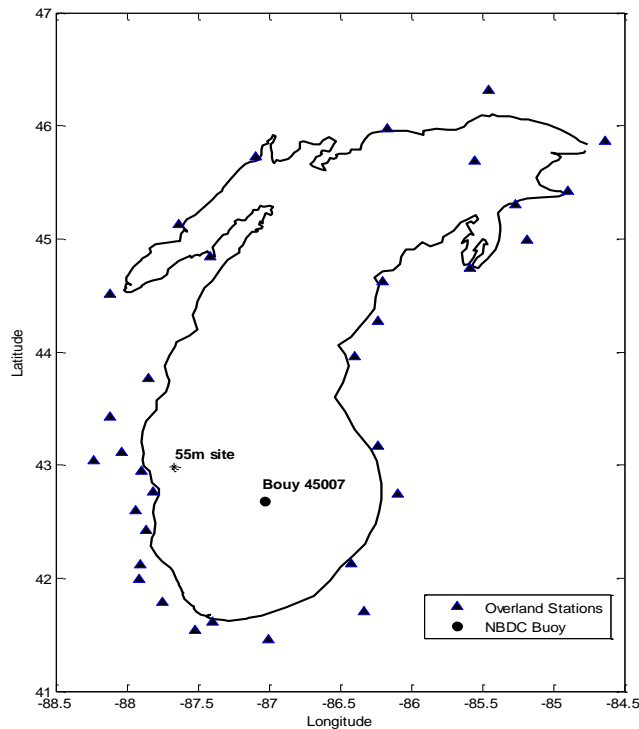 47
46
45
44
43
42
41
Latitude
55m site
Bouy 45007
Overland Stations
NBDC Buoy
-88.5 -88 -87.5 -87 -86.5 -86 -85.5 -85 -84.5
Longitude